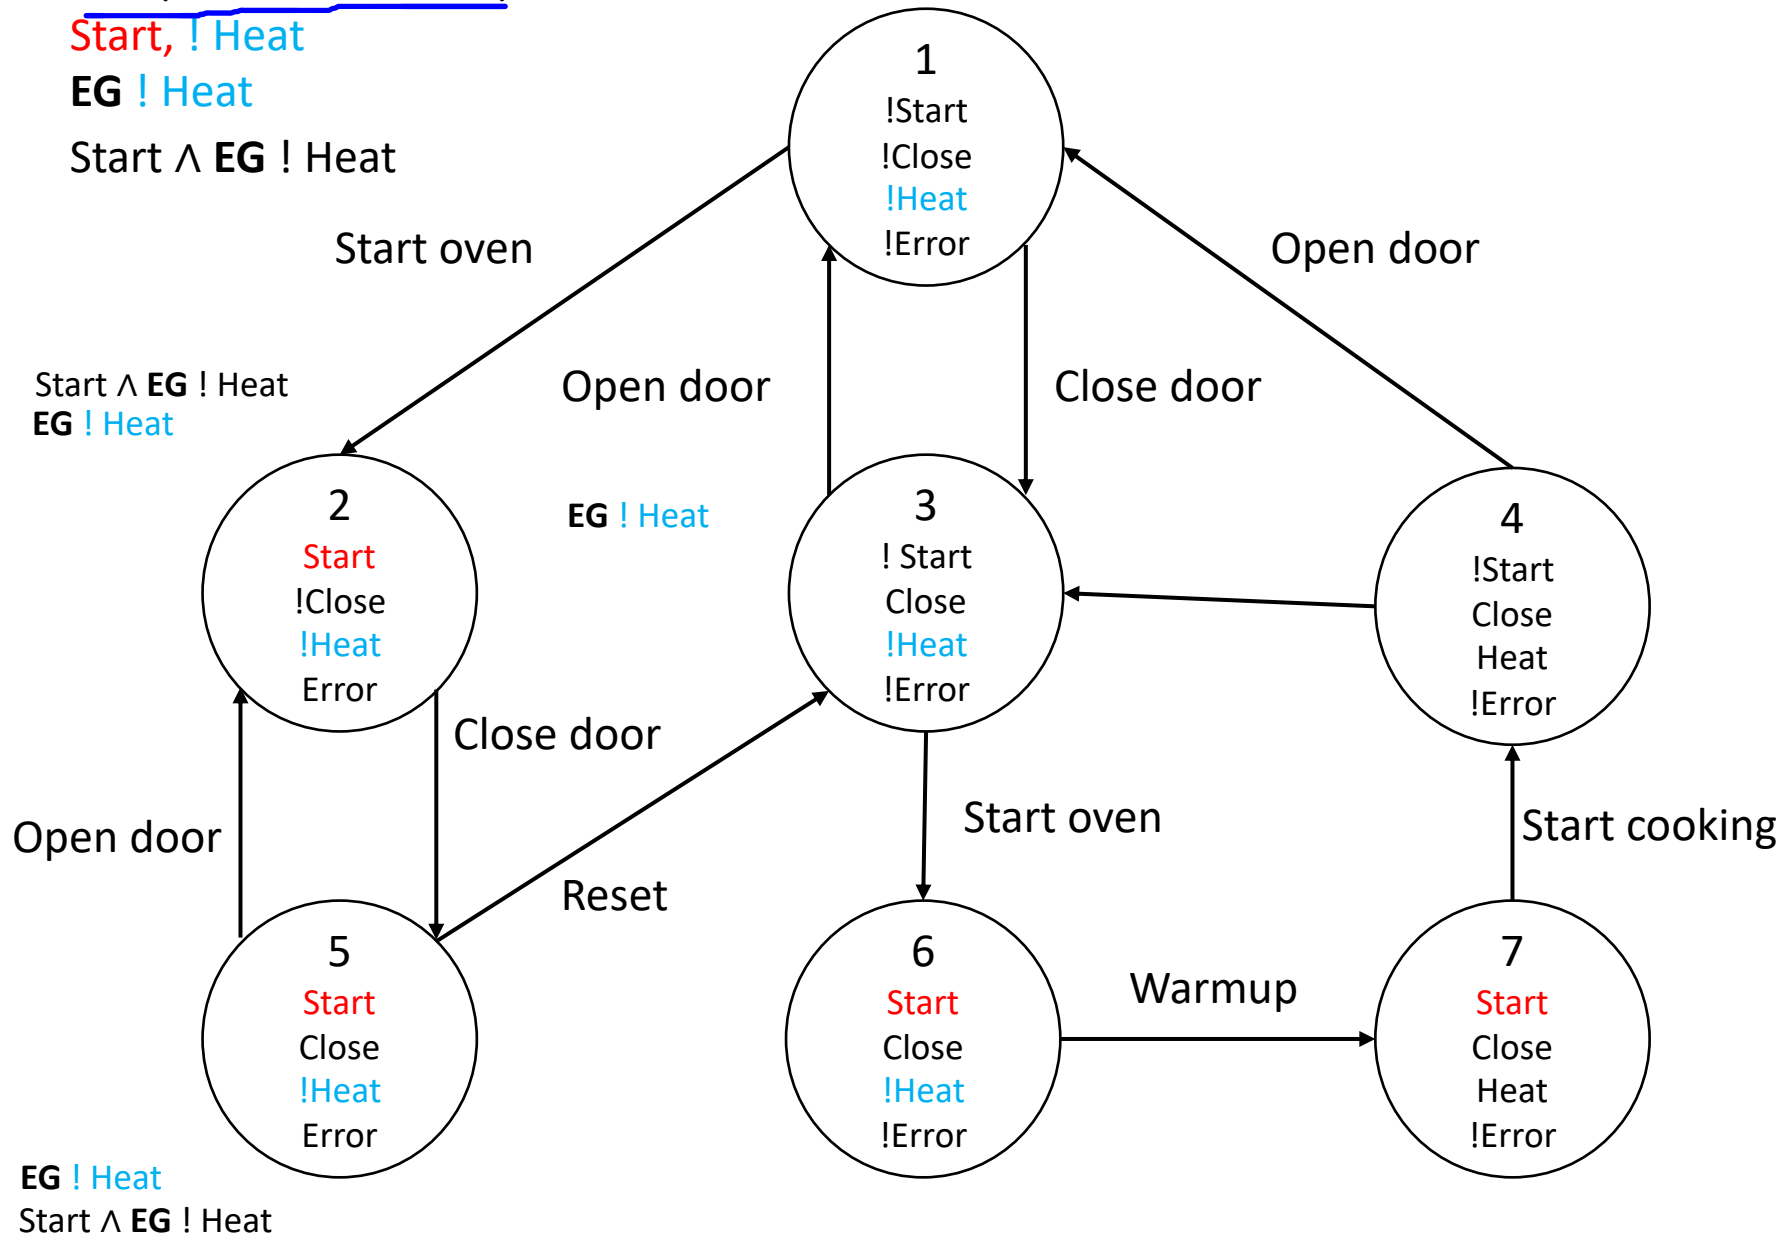 Start, ! Heat
EG ! Heat
Start ∧ EG ! Heat
1
!Start
!Close
!Heat
!Error
Start oven
Open door
Open door
Close door
Start ∧ EG ! Heat
EG ! Heat
2
Start
!Close
!Heat
Error
EG ! Heat
3
! Start
Close
!Heat
!Error
4
!Start
Close
Heat
!Error
Close door
Open door
Reset
Start oven
Start cooking
5
Start
Close
!Heat
Error
6
Start
Close
!Heat
!Error
Warmup
7
Start
Close
Heat
!Error
EG ! Heat
Start ∧ EG ! Heat